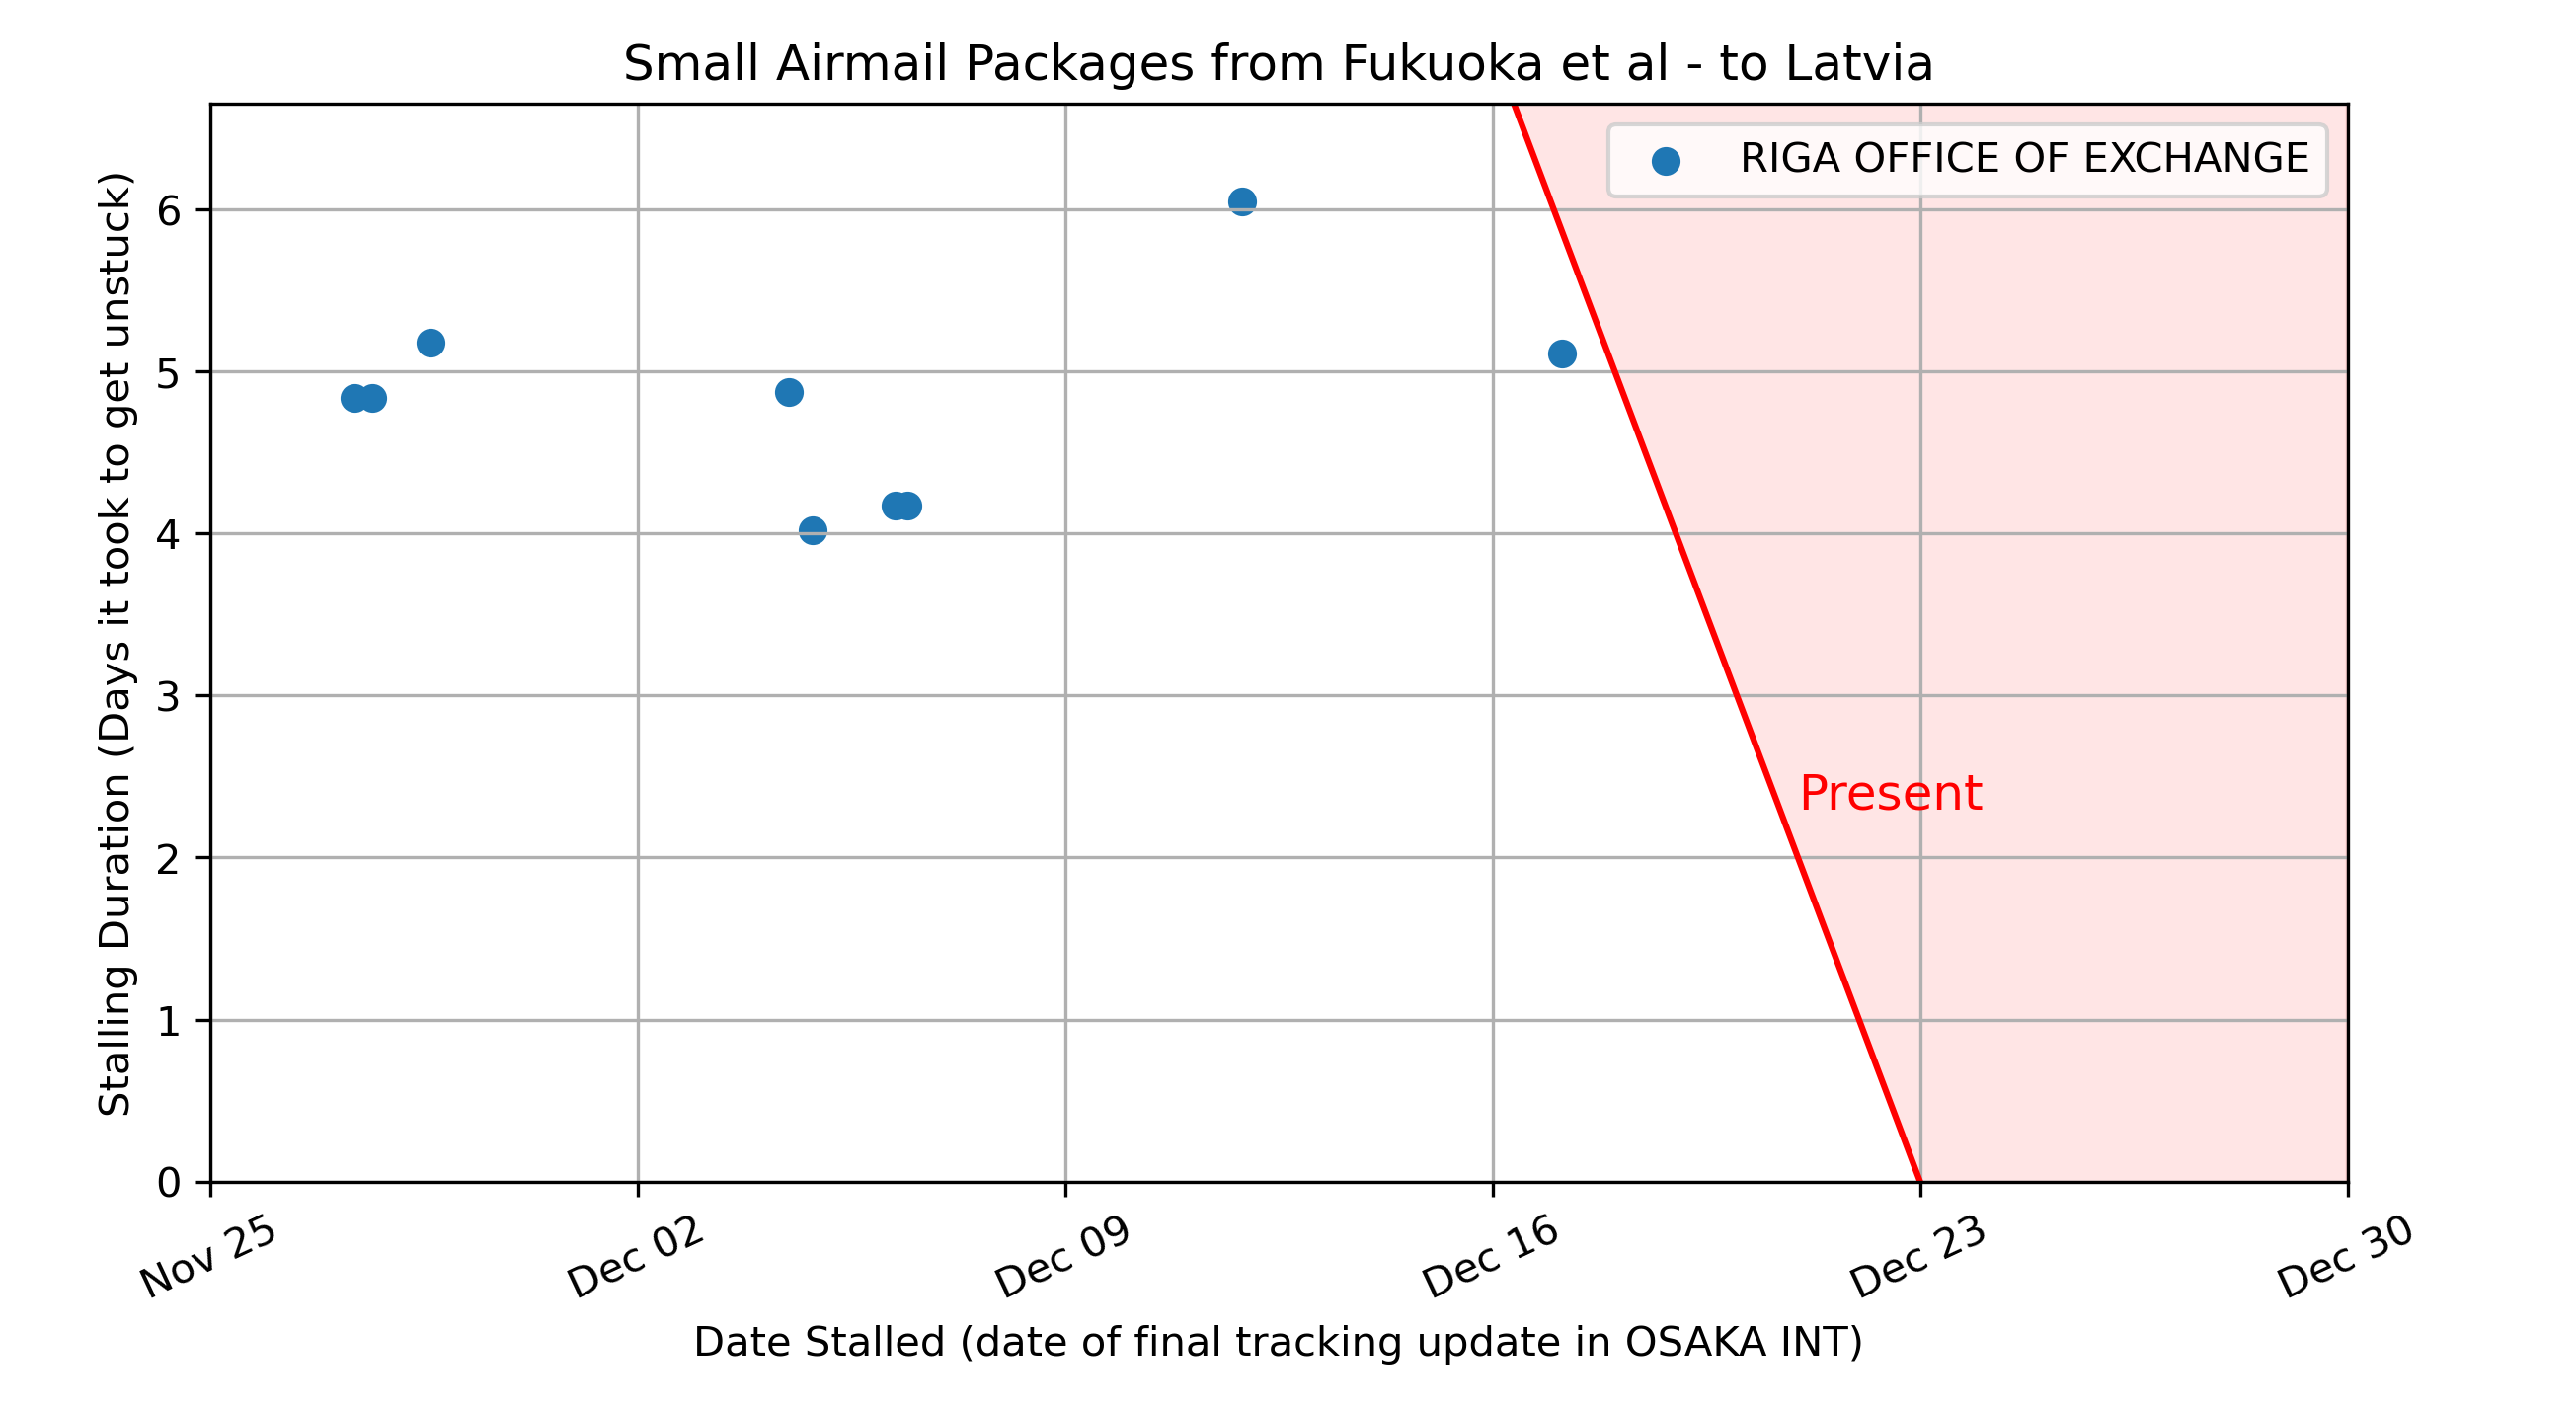 Small Airmail Packages from Fukuoka et al - to Latvia
RIGA OFFICE OF EXCHANGE
Stalling Duration (Days it took to get unstuck)
6
5
4
3
2
1
0
Present
Nov 25
Dec 02
Dec 09
Dec 16
Dec 23
Dec 30
Date Stalled (date of final tracking update in OSAKA INT)